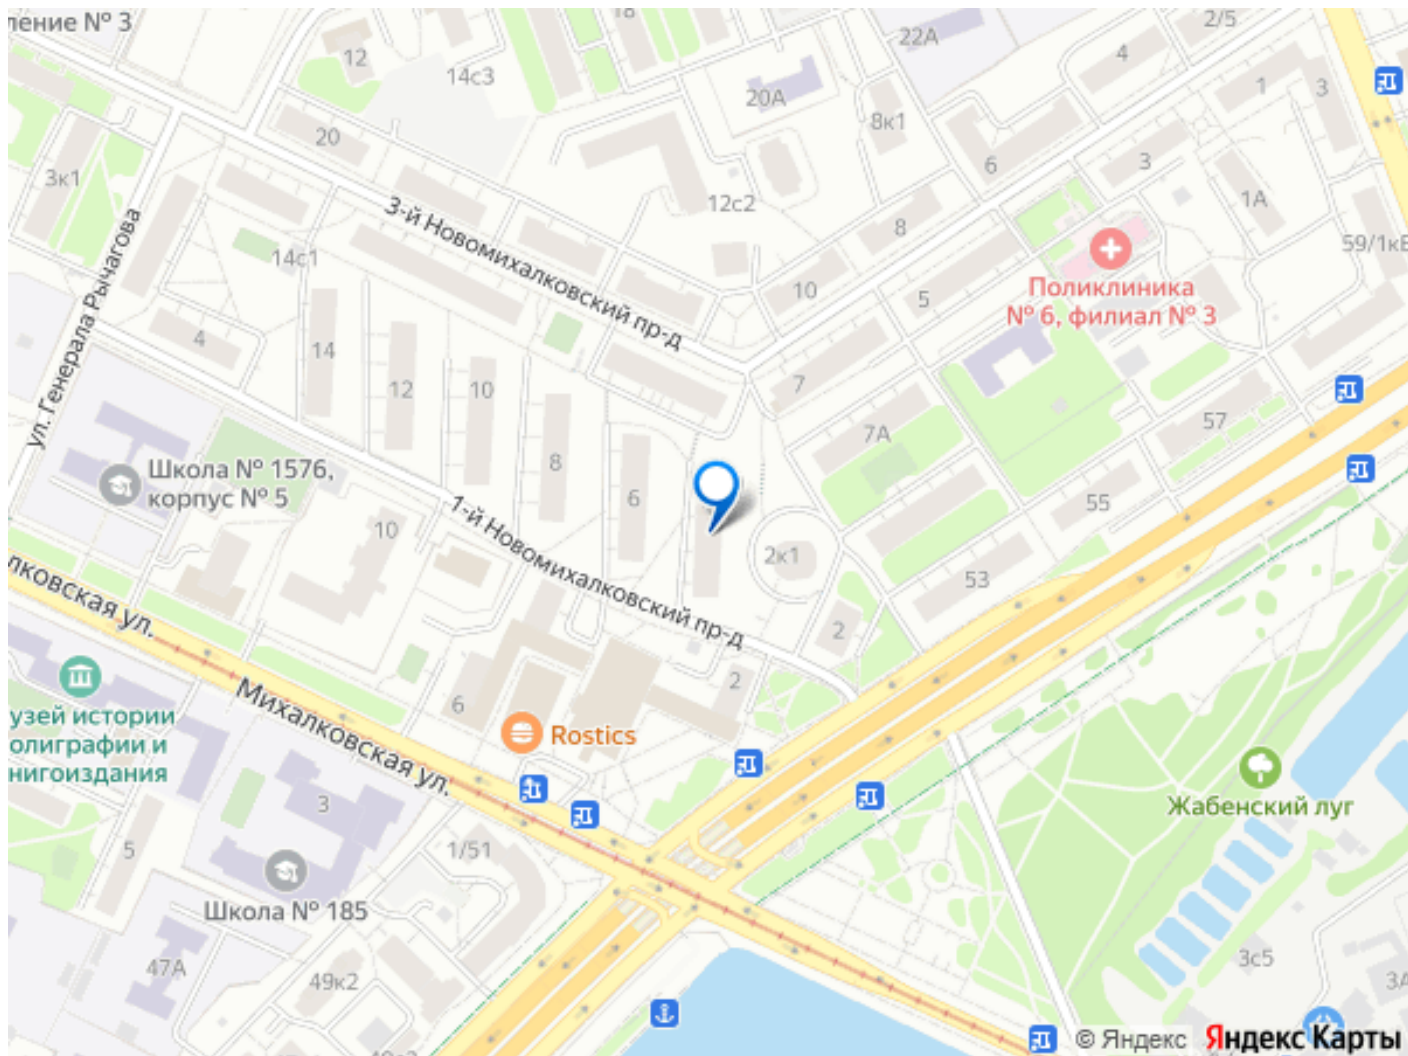 ление № 3
12
14с3
18
22А
2/5
4
20А
8к1
1
3
20
3к1
6
3
12с2
1А
3-й Новомихалковский пр-д
8
59/1кБ
14с1
ул. Генерала Рычагова
10
5
Поликлиника
№ 6, филиал № 3
4
14
12
10
7
7А
57
8
6
Школа № 1576,
корпус № 5
10
1-й Новомихалковский пр-д
2к1
55
53
лковская ул.
2
2
6
узей истории
олиграфии и
нигоиздания
Михалковская ул.
Rostics
3
5
1/51
Жабенский луг
Школа № 185
47А
49к2
3с5
3А
© Яндекс
Яндекс Карты